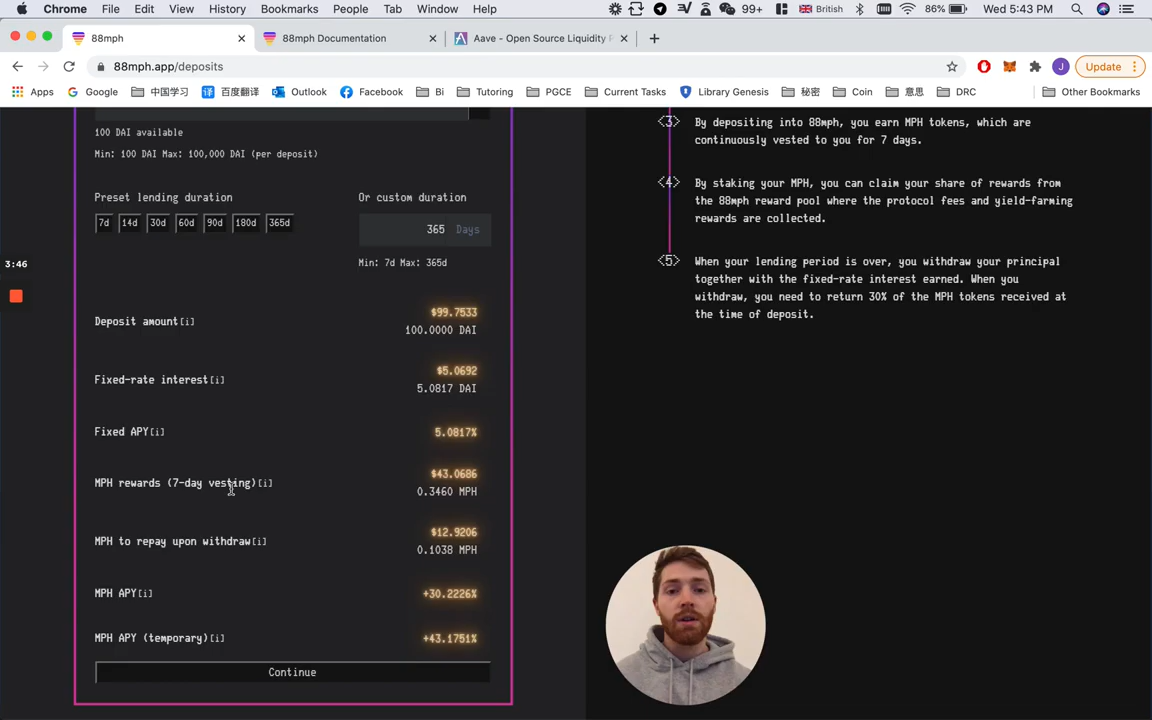 Chrome File Edit View History Bookmarks People Tab Window Help 99+ British 86% Wed 5:43 PM
88mph 88mph Documentation Aave - Open Source Liquidity P
88mph.app/deposits J Update
Apps Google 中国学习 百度翻译 Outlook Facebook Bi Tutoring PGCE Current Tasks Library Genesis 秘密 Coin 意思 DRC Other Bookmarks
100 DAI available
Min: 100 DAI Max: 100,000 DAI (per deposit)
Preset lending duration
7d 14d 30d 60d 90d 180d 365d
Or custom duration
365 Days
Min: 7d Max: 365d
3:46
Deposit amount[i]
$99.7533
100.0000 DAI
Fixed-rate interest[i]
$5.0692
5.0817 DAI
Fixed APY[i]
5.0817%
MPH rewards (7-day vesting)[i]
$43.0686
0.3460 MPH
MPH to repay upon withdraw[i]
$12.9206
0.1038 MPH
MPH APY[i]
+30.2226%
MPH APY (temporary)[i]
+43.1751%
Continue
<3> By depositing into 88mph, you earn MPH tokens, which are
continuously vested to you for 7 days.
<4> By staking your MPH, you can claim your share of rewards from
the 88mph reward pool where the protocol fees and yield-farming
rewards are collected.
<5> When your lending period is over, you withdraw your principal
together with the fixed-rate interest earned. When you
withdraw, you need to return 30% of the MPH tokens received at
the time of deposit.